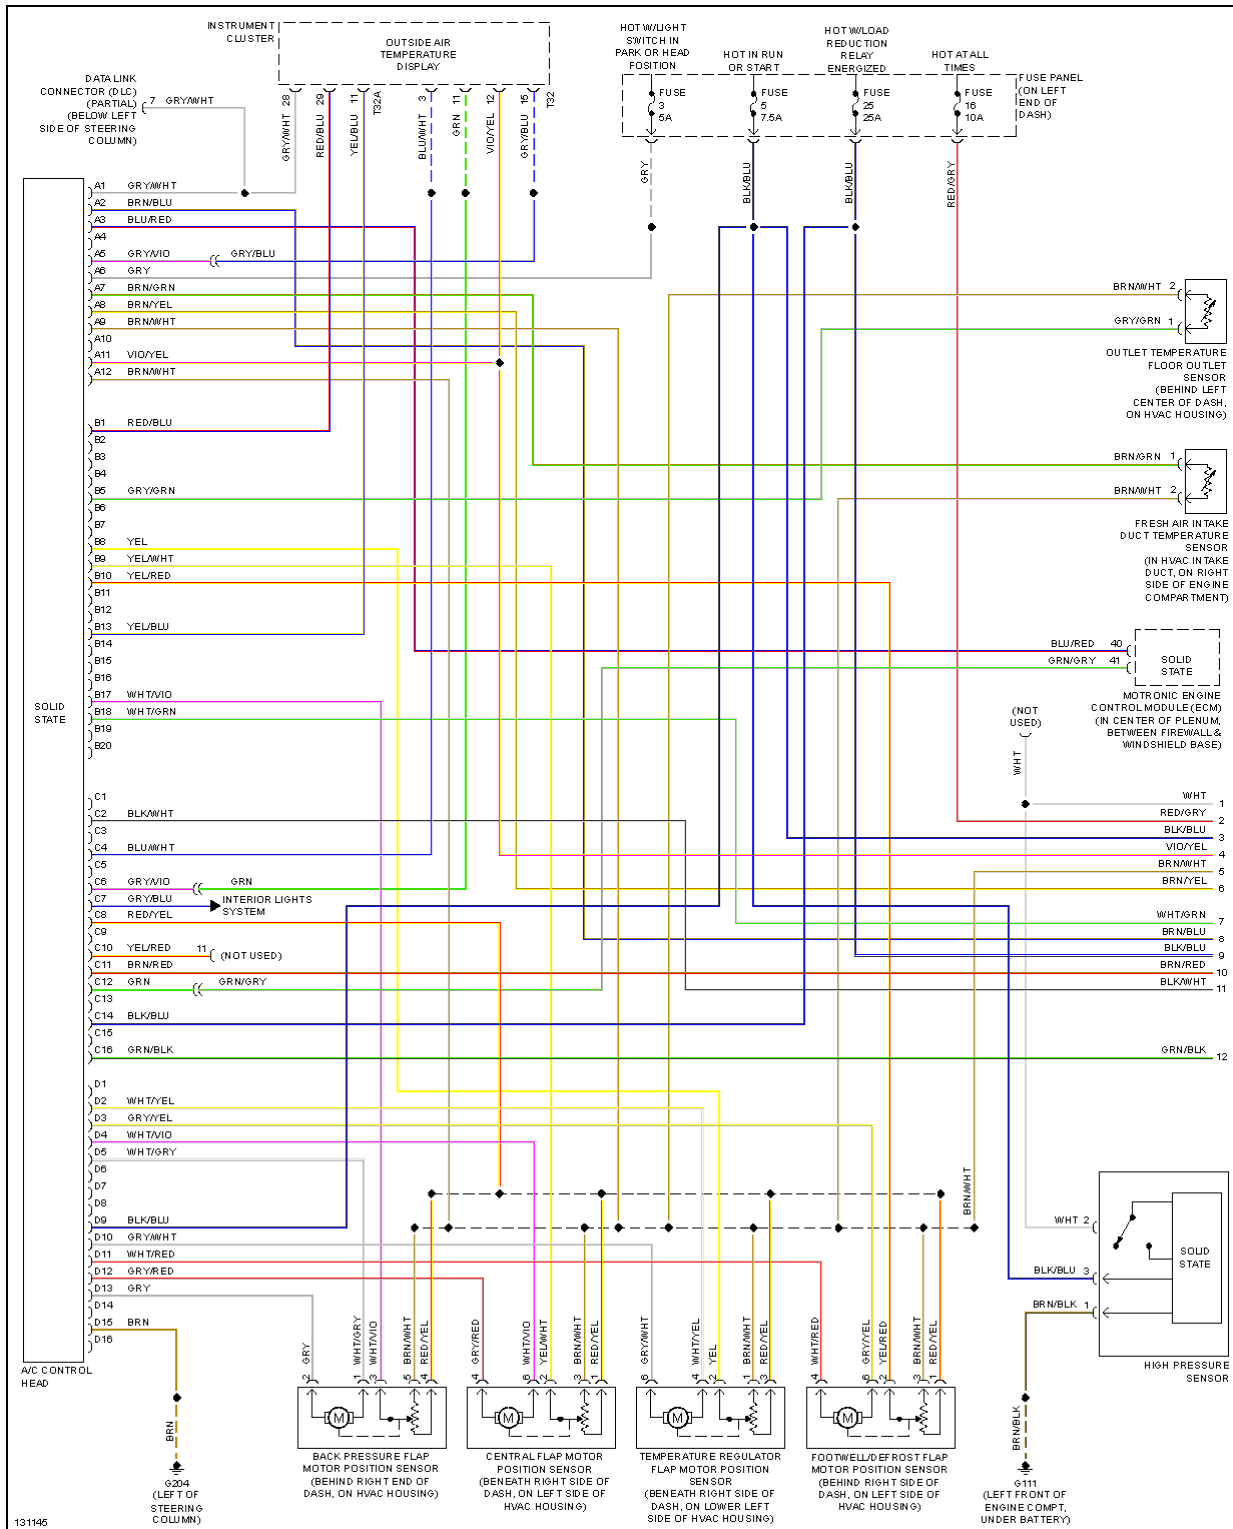 INSTRUMENT
CLUSTER
OUTSIDE AIR
TEMPERATURE
DISPLAY
HOT W/LIGHT
SWITCH IN
PARK OR HEAD
POSITION
HOT IN RUN
OR START
HOT W/LOAD
REDUCTION
RELAY
ENERGIZED
HOT AT ALL
TIMES
FUSE
3
5A
FUSE
5
7.5A
FUSE
25
25A
FUSE
16
10A
FUSE PANEL
(ON LEFT
END OF
DASH)
DATA LINK
CONNECTOR (DLC)
(PARTIAL)
(BELOW LEFT
SIDE OF STEERING
COLUMN)
7 GRY/WHT
28
29
11
T32A
3
11
12
15
T32
GRY/WHT
RED/BLU
YEL/BLU
BLU/WHT
GRN
VIO/YEL
GRY/BLU
GRY
BLK/BLU
BLK/BLU
RED/GRY
A1 GRY/WHT
A2 BRN/BLU
A3 BLU/RED
A4
A5 GRY/VIO GRY/BLU
A6 GRY
A7 BRN/GRN
A8 BRN/YEL
A9 BRN/WHT
A10
A11 VIO/YEL
A12 BRN/WHT
B1 RED/BLU
B2
B3
B4
B5 GRY/GRN
B6
B7
B8 YEL
B9 YEL/WHT
B10 YEL/RED
B11
B12
B13 YEL/BLU
B14
B15
B16
B17 WHT/VIO
B18 WHT/GRN
B19
B20
SOLID
STATE
C1
C2 BLK/WHT
C3
C4 BLU/WHT
C5
C6 GRY/VIO GRN
C7 GRY/BLU
INTERIOR LIGHTS
SYSTEM
C8 RED/YEL
C9
C10 YEL/RED 11 (NOT USED)
C11 BRN/RED
C12 GRN GRN/GRY
C13
C14 BLK/BLU
C15
C16 GRN/BLK
D1
D2 WHT/YEL
D3 GRY/YEL
D4 WHT/VIO
D5 WHT/GRY
D6
D7
D8
D9 BLK/BLU
D10 GRY/WHT
D11 WHT/RED
D12 GRY/RED
D13 GRY
D14
D15 BRN
D16
A/C CONTROL
HEAD
BRN/WHT 2
GRY/GRN 1
OUTLET TEMPERATURE
FLOOR OUTLET
SENSOR
(BEHIND LEFT
CENTER OF DASH,
ON HVAC HOUSING)
BRN/GRN 1
BRN/WHT 2
FRESH AIR INTAKE
DUCT TEMPERATURE
SENSOR
(IN HVAC INTAKE
DUCT, ON RIGHT
SIDE OF ENGINE
COMPARTMENT)
BLU/RED 40
GRN/GRY 41
SOLID
STATE
MOTRONIC ENGINE
CONTROL MODULE (ECM)
(IN CENTER OF PLENUM,
BETWEEN FIREWALL &
WINDSHIELD BASE)
(NOT
USED)
WHT
WHT 1
RED/GRY 2
BLK/BLU 3
VIO/YEL 4
BRN/WHT 5
BRN/YEL 6
WHT/GRN 7
BRN/BLU 8
BLK/BLU 9
BRN/RED 10
BLK/WHT 11
GRN/BLK 12
BRN/WHT
WHT 2
BLK/BLU 3
BRN/BLK 1
SOLID
STATE
HIGH PRESSURE
SENSOR
GRY
WHT/GRY
WHT/VIO
BRN/WHT
RED/YEL
GRY/RED
WHT/VIO
YEL/WHT
BRN/WHT
RED/YEL
GRY/WHT
WHT/YEL
YEL
BRN/WHT
RED/YEL
WHT/RED
GRY/YEL
YEL/RED
BRN/WHT
RED/YEL
2
1
3
5
4
4
6
2
3
1
6
4
2
1
3
4
6
2
3
1
M
M
M
M
BACK PRESSURE FLAP
MOTOR POSITION SENSOR
(BEHIND RIGHT END OF
DASH, ON HVAC HOUSING)
CENTRAL FLAP MOTOR
POSITION SENSOR
(BENEATH RIGHT SIDE OF
DASH, ON LEFT SIDE OF
HVAC HOUSING)
TEMPERATURE REGULATOR
FLAP MOTOR POSITION
SENSOR
(BENEATH RIGHT SIDE OF
DASH, ON LOWER LEFT
SIDE OF HVAC HOUSING)
FOOTWELL/DEFROST FLAP
MOTOR POSITION SENSOR
(BEHIND RIGHT SIDE OF
DASH, ON LEFT SIDE OF
HVAC HOUSING)
BRN
G204
(LEFT OF
STEERING
COLUMN)
BRN/BLK
G111
(LEFT FRONT OF
ENGINE COMPT,
UNDER BATTERY)
131145